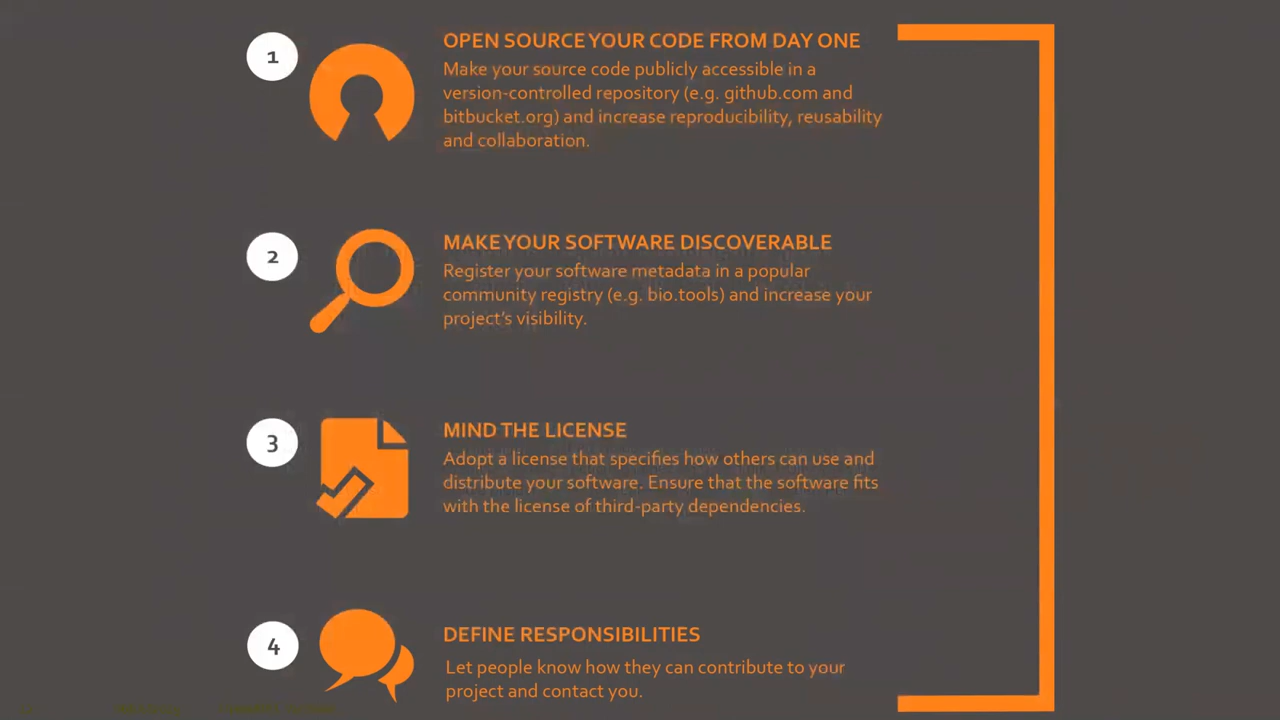 1
OPEN SOURCE YOUR CODE FROM DAY ONE
Make your source code publicly accessible in a
version-controlled repository (e.g. github.com and
bitbucket.org) and increase reproducibility, reusability
and collaboration.
2
MAKE YOUR SOFTWARE DISCOVERABLE
Register your software metadata in a popular
community registry (e.g. bio.tools) and increase your
project's visibility.
3
MIND THE LICENSE
Adopt a license that specifies how others can use and
distribute your software. Ensure that the software fits
with the license of third-party dependencies.
4
DEFINE RESPONSIBILITIES
Let people know how they can contribute to your
project and contact you.